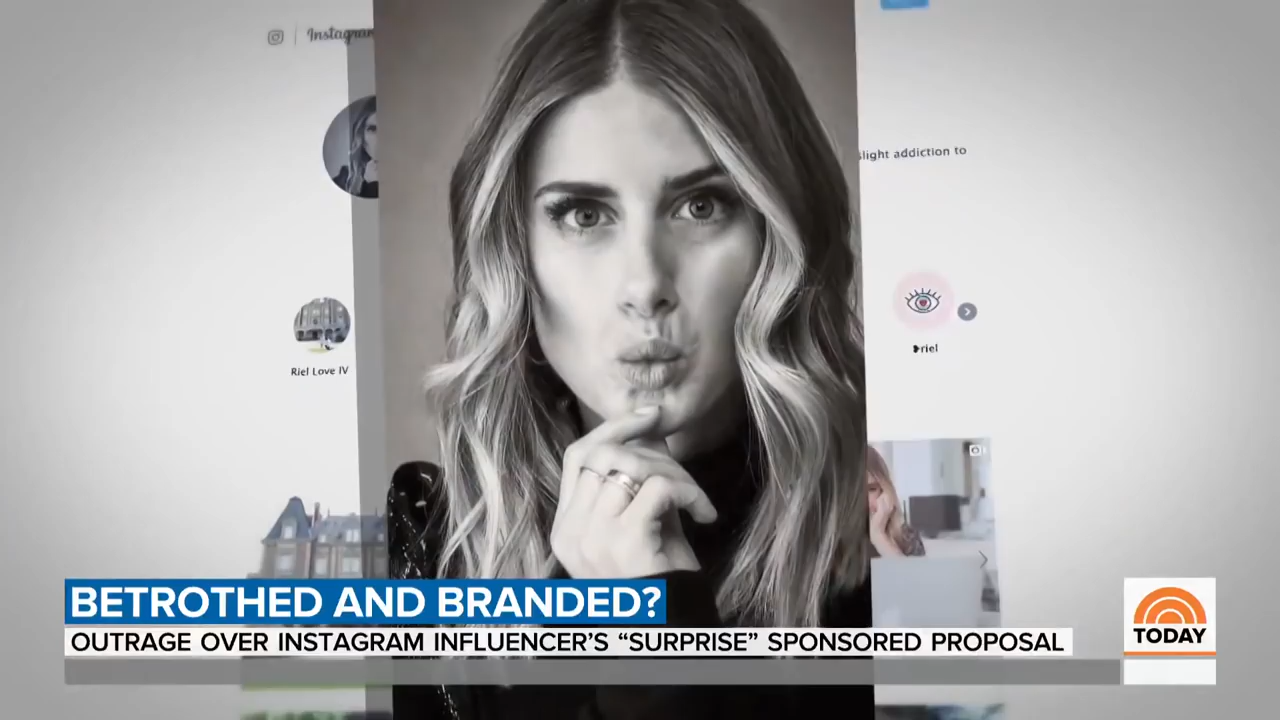 Instagram
slight addiction to
Riel Love IV
riel
BETROTHED AND BRANDED?
OUTRAGE OVER INSTAGRAM INFLUENCER'S “SURPRISE” SPONSORED PROPOSAL
TODAY